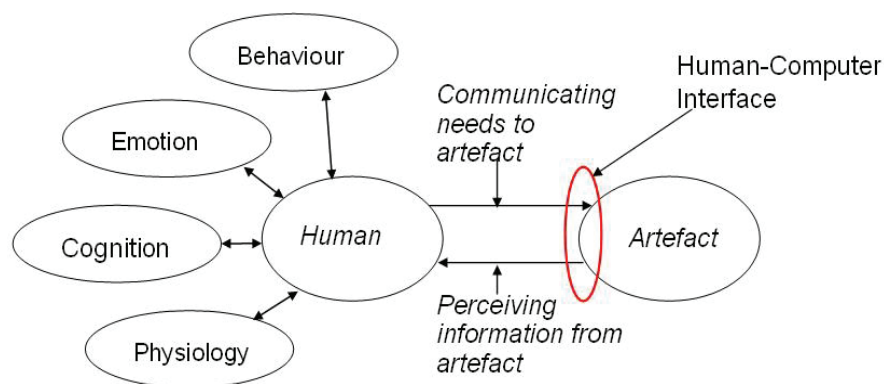 Behaviour
Human-Computer
Interface
Communicating
needs to
artefact
Emotion
Cognition
Human
Artefact
Perceiving
information from
artefact
Physiology